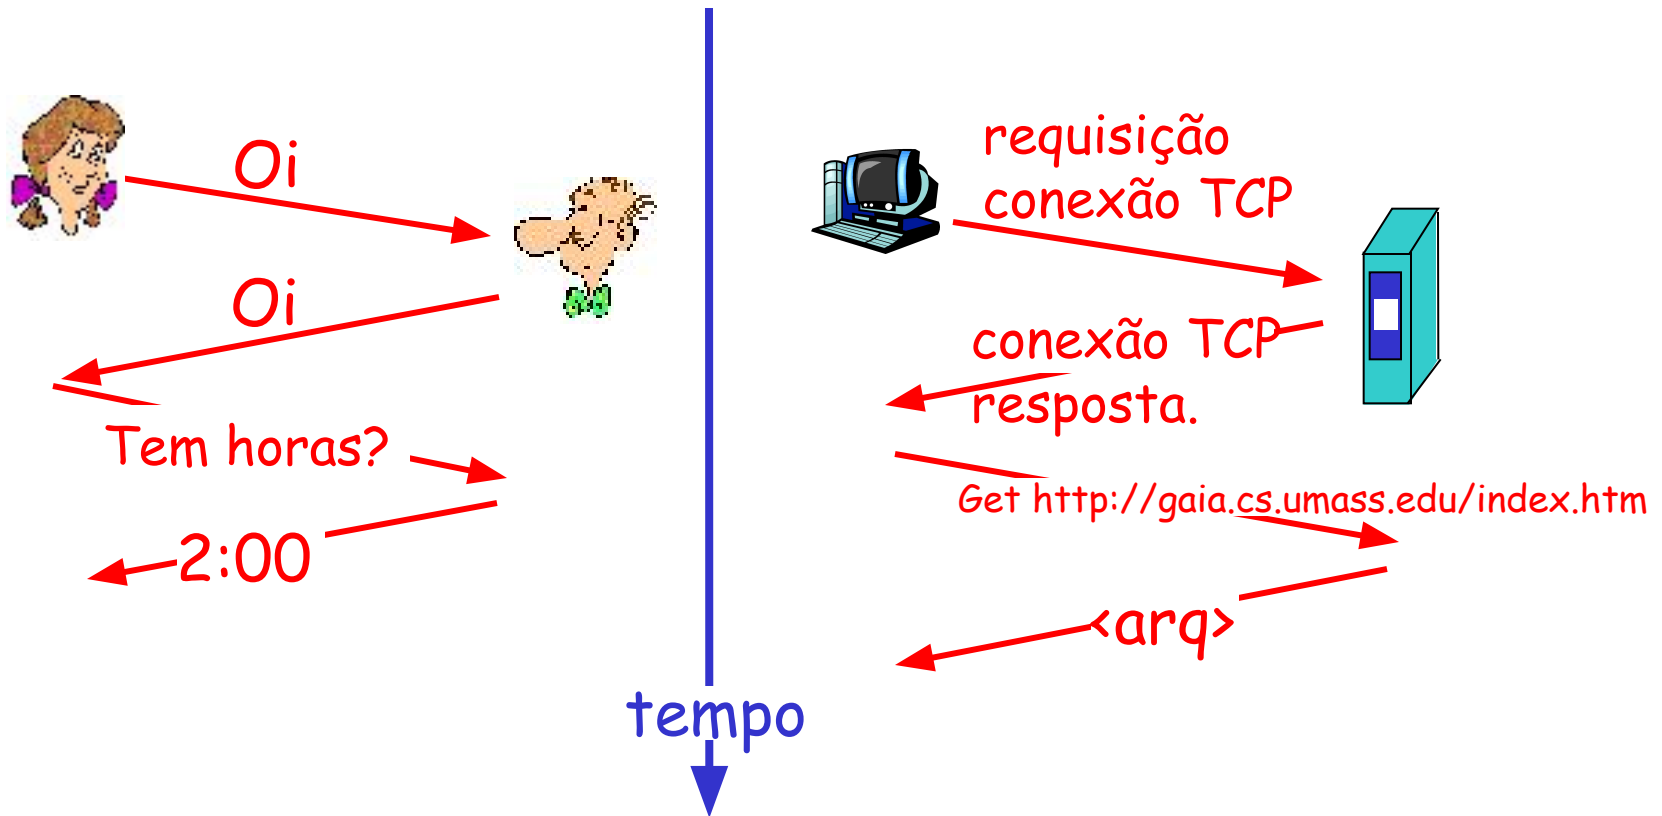 Oi
Oi
Tem horas?
2:00
tempo
requisição
conexão TCP
conexão TCP
resposta.
Get http://gaia.cs.umass.edu/index.htm
<arq>